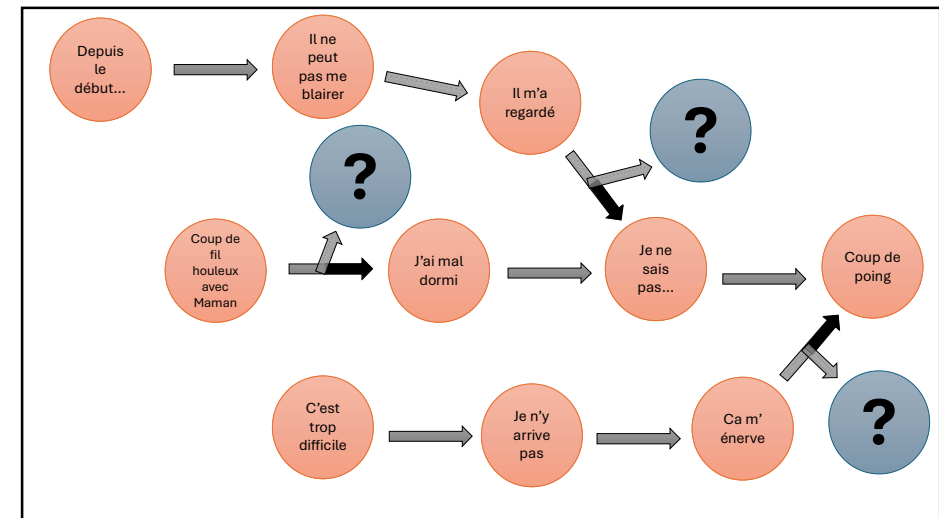 Depuis
le
début...
Il ne
peut
pas me
blairer
Il m'a
regardé
?
?
Coup de
fil
houleux
avec
Maman
J'ai mal
dormi
Je ne
sais
pas...
Coup de
poing
C'est
trop
difficile
Je n'y
arrive
pas
Ca m'
énerve
?